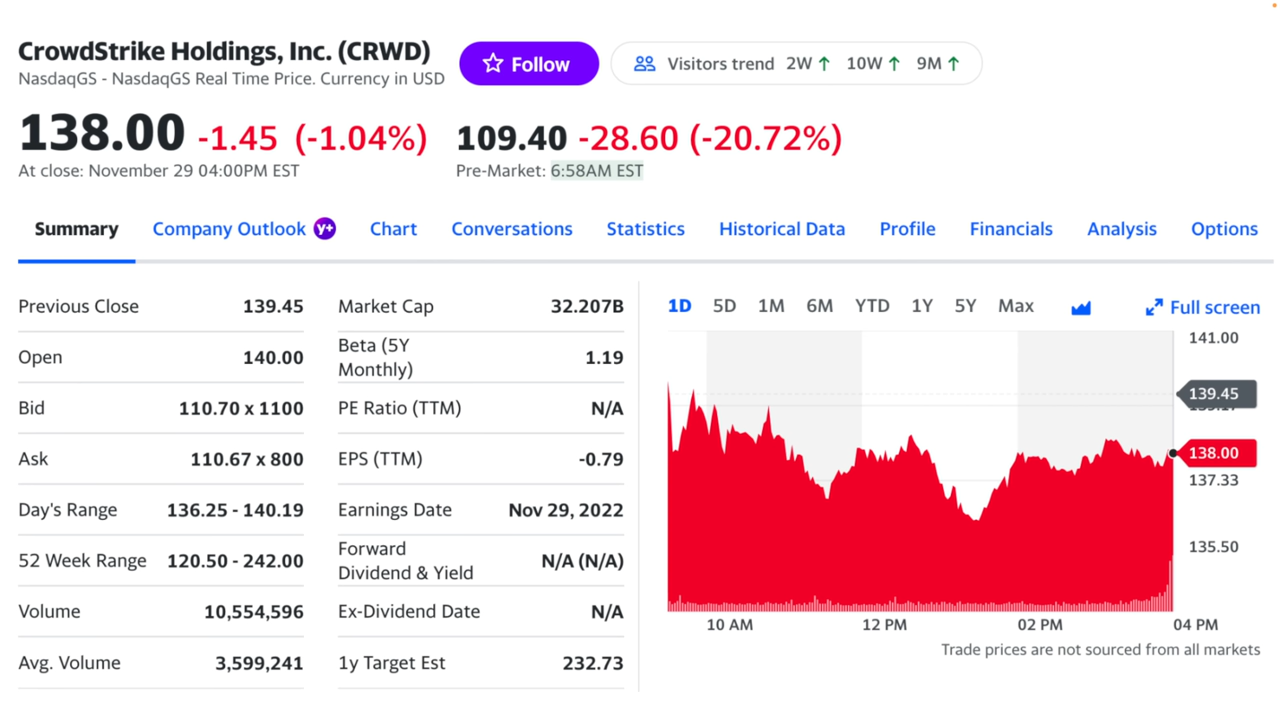 CrowdStrike Holdings, Inc. (CRWD)
NasdaqGS - NasdaqGS Real Time Price. Currency in USD
Follow
Visitors trend 2W ↑ 10W ↑ 9M ↑
138.00 -1.45 (-1.04%)
At close: November 29 04:00PM EST
109.40 -28.60 (-20.72%)
Pre-Market: 6:58AM EST
Summary Company Outlook y+ Chart Conversations Statistics Historical Data Profile Financials Analysis Options
Previous Close 139.45
Open 140.00
Bid 110.70 x 1100
Ask 110.67 x 800
Day's Range 136.25 - 140.19
52 Week Range 120.50 - 242.00
Volume 10,554,596
Avg. Volume 3,599,241
Market Cap 32.207B
Beta (5Y
Monthly) 1.19
PE Ratio (TTM) N/A
EPS (TTM) -0.79
Earnings Date Nov 29, 2022
Forward
Dividend & Yield N/A (N/A)
Ex-Dividend Date N/A
1y Target Est 232.73
1D 5D 1M 6M YTD 1Y 5Y Max Full screen
141.00
139.45
138.00
137.33
135.50
10 AM 12 PM 02 PM 04 PM
Trade prices are not sourced from all markets